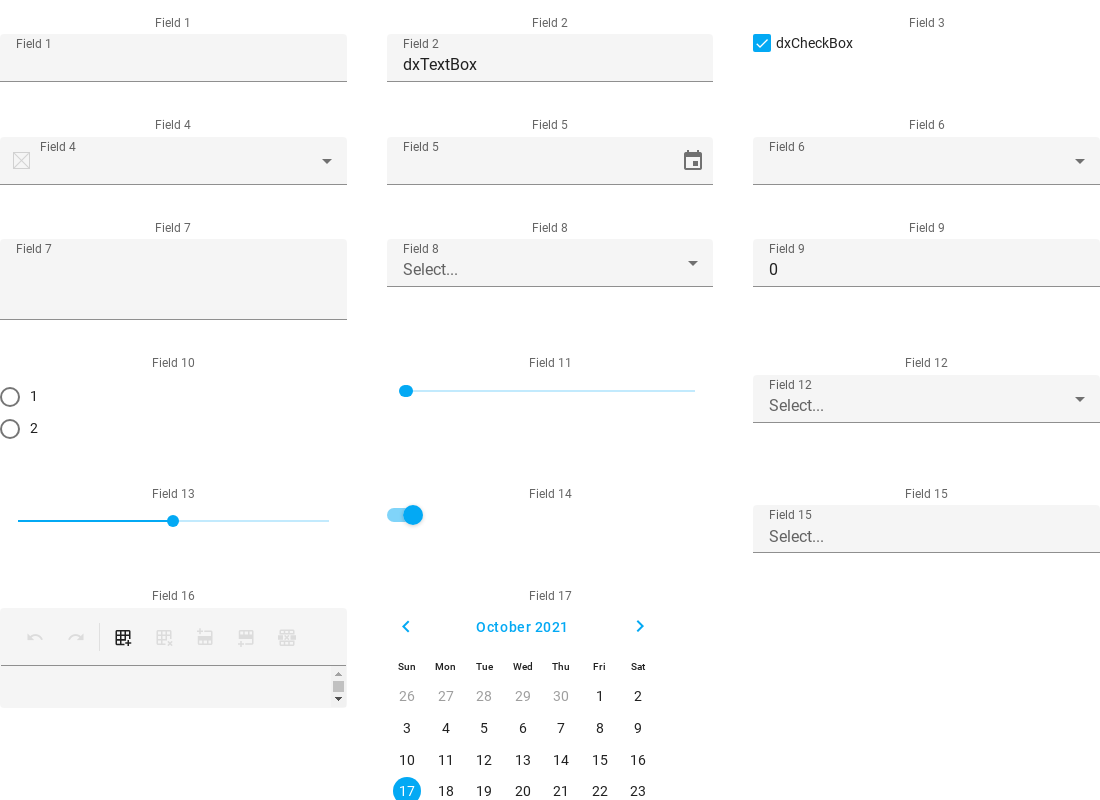 Field 1 Field 2 Field 3
Field 1 Field 2 dxCheckBox
dxTextBox
Field 4 Field 5 Field 6
Field 4 Field 5 Field 6
Field 7 Field 8 Field 9
Field 7 Field 8 Field 9
Select... 0
Field 10 Field 11 Field 12
1 Field 12
Select...
2
Field 13 Field 14 Field 15
Field 15
Select...
Field 16 Field 17
October 2021
Sun Mon Tue Wed Thu Fri Sat
26 27 28 29 30 1 2
3 4 5 6 7 8 9
10 11 12 13 14 15 16
17 18 19 20 21 22 23